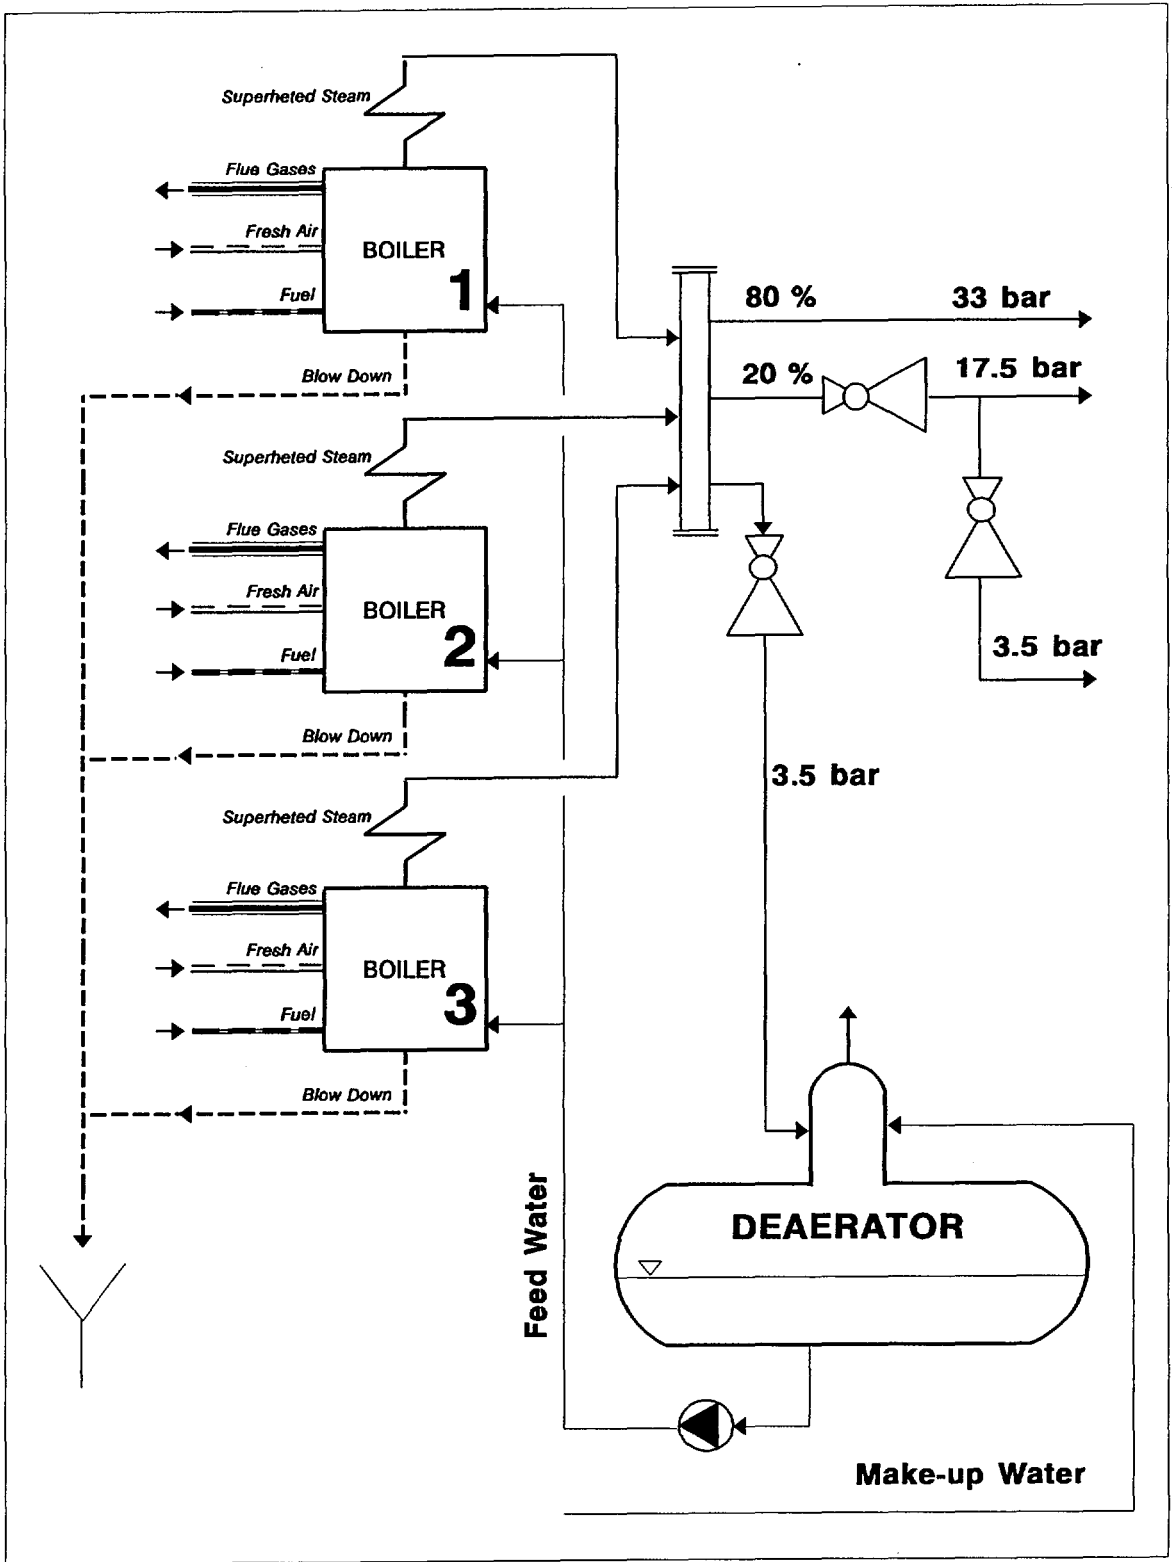 Superheted Steam
Flue Gases
Fresh Air
BOILER
1
Fuel
Blow Down
80 %
33 bar
20 %
17.5 bar
Superheted Steam
Flue Gases
Fresh Air
BOILER
2
Fuel
Blow Down
3.5 bar
3.5 bar
Superheted Steam
Flue Gases
Fresh Air
BOILER
3
Fuel
Blow Down
Feed Water
DEAERATOR
Make-up Water